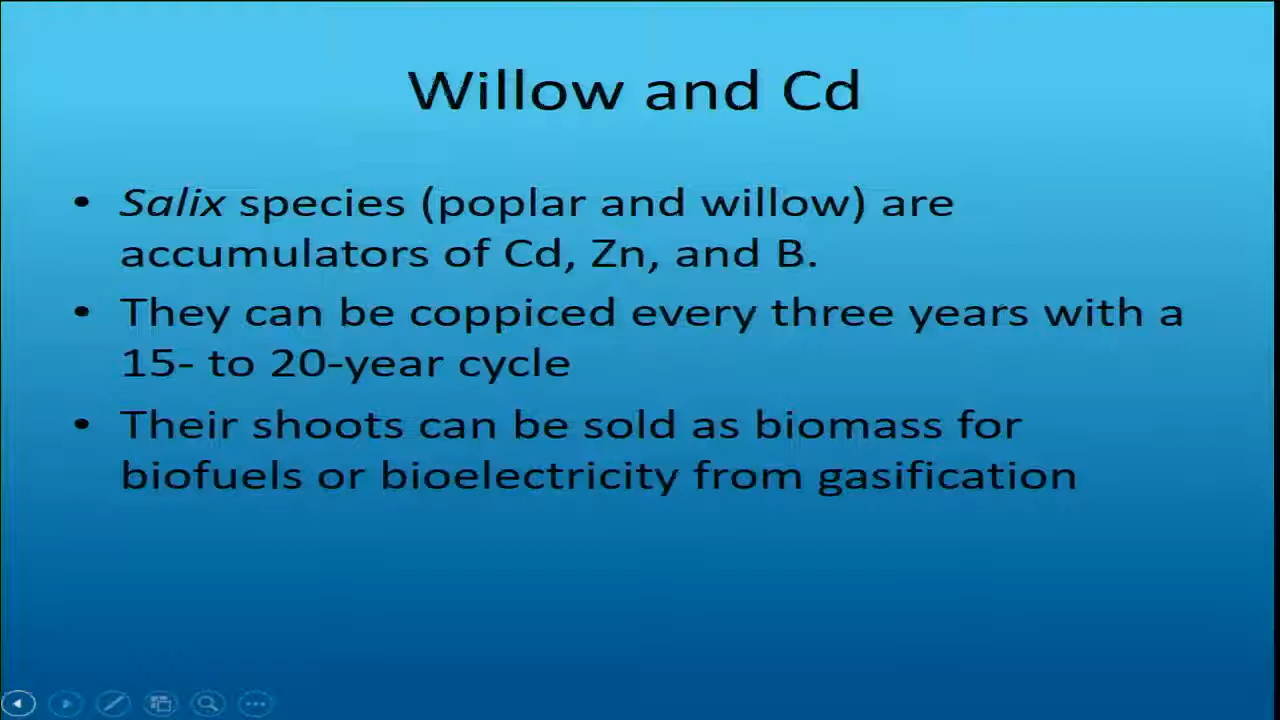 Willow and Cd
• Salix species (poplar and willow) are
accumulators of Cd, Zn, and B.
• They can be coppiced every three years with a
15- to 20-year cycle
• Their shoots can be sold as biomass for
biofuels or bioelectricity from gasification